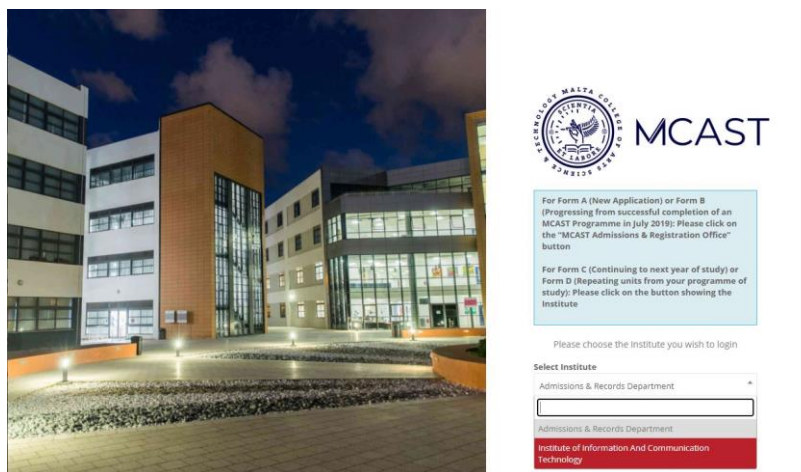 MALTA COLLEGE OF ARTS SCIENCE & TECHNOLOGY
SCIENTIA
ET LABORE
MCAST
For Form A (New Application) or Form B
(Progressing from successful completion of an
MCAST Programme in July 2019): Please click on
the "MCAST Admissions & Registration Office"
button
For Form C (Continuing to next year of study) or
Form D (Repeating units from your programme of
study): Please click on the button showing the
Institute
Please choose the Institute you wish to login
Select Institute
Admissions & Records Department
Admissions & Records Department
Institute of Information And Communication
Technology